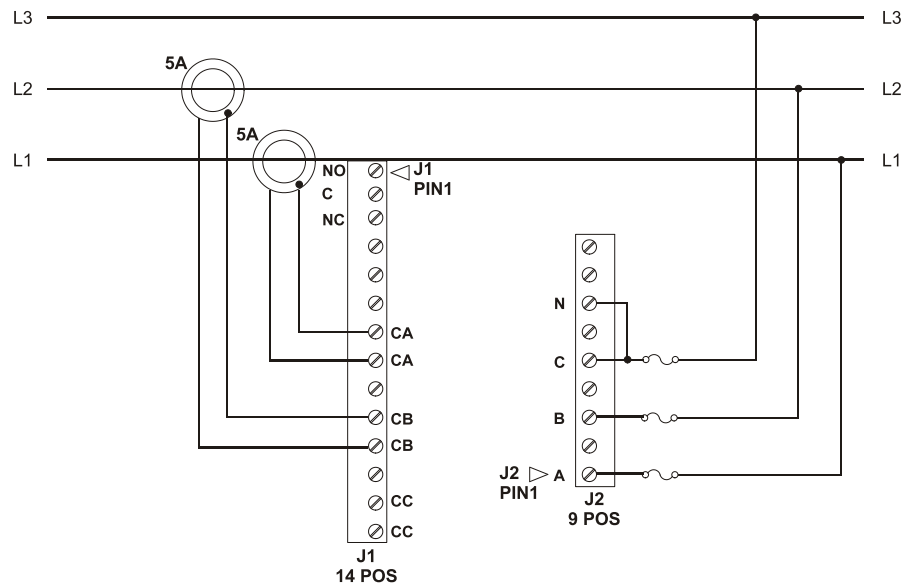 L3
L3
5A
L2
L2
5A
L1
L1
NO
J1
PIN1
C
NC
N
CA
CA
C
CB
B
CB
J2
PIN1
A
CC
J2
9 POS
CC
J1
14 POS